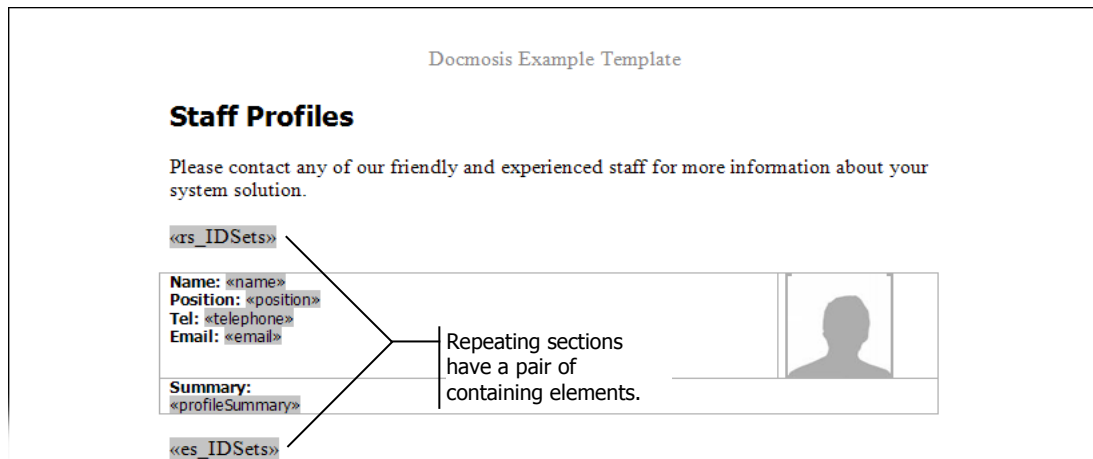 Docmosis Example Template
Staff Profiles
Please contact any of our friendly and experienced staff for more information about your
system solution.
«rs_IDSets»
Name: «name»
Position: «position»
Tel: «telephone»
Email: «email»
Repeating sections
have a pair of
containing elements.
Summary:
«profileSummary»
«es_IDSets»